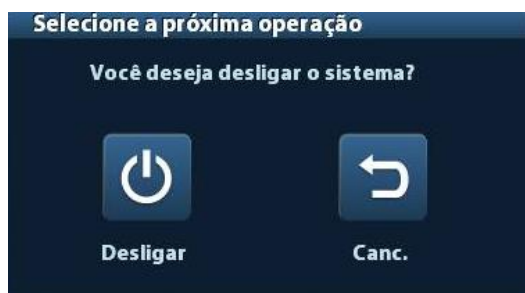 Selecione a próxima operação
Você deseja desligar o sistema?
Desligar
Canc.